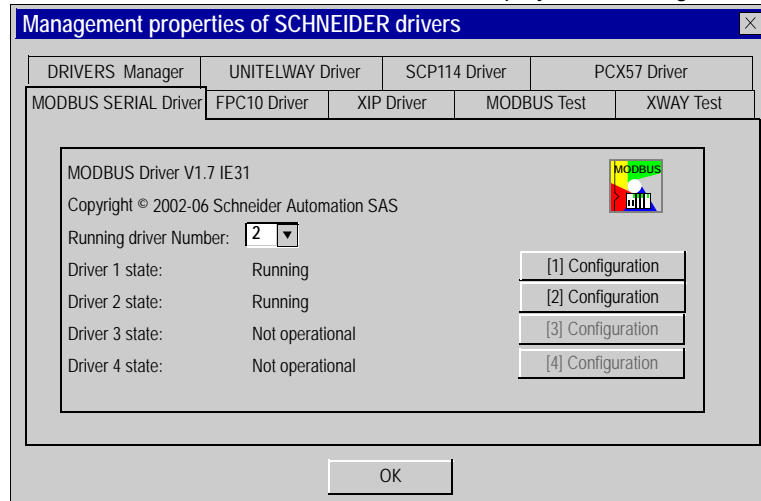 Management properties of SCHNEIDER drivers
DRIVERS Manager UNITELWAY Driver SCP114 Driver PCX57 Driver
MODBUS SERIAL Driver FPC10 Driver XIP Driver MODBUS Test XWAY Test
MODBUS Driver V1.7 IE31
MODBUS
Copyright © 2002-06 Schneider Automation SAS
Running driver Number: 2
Driver 1 state: Running [1] Configuration
Driver 2 state: Running [2] Configuration
Driver 3 state: Not operational [3] Configuration
Driver 4 state: Not operational [4] Configuration
OK